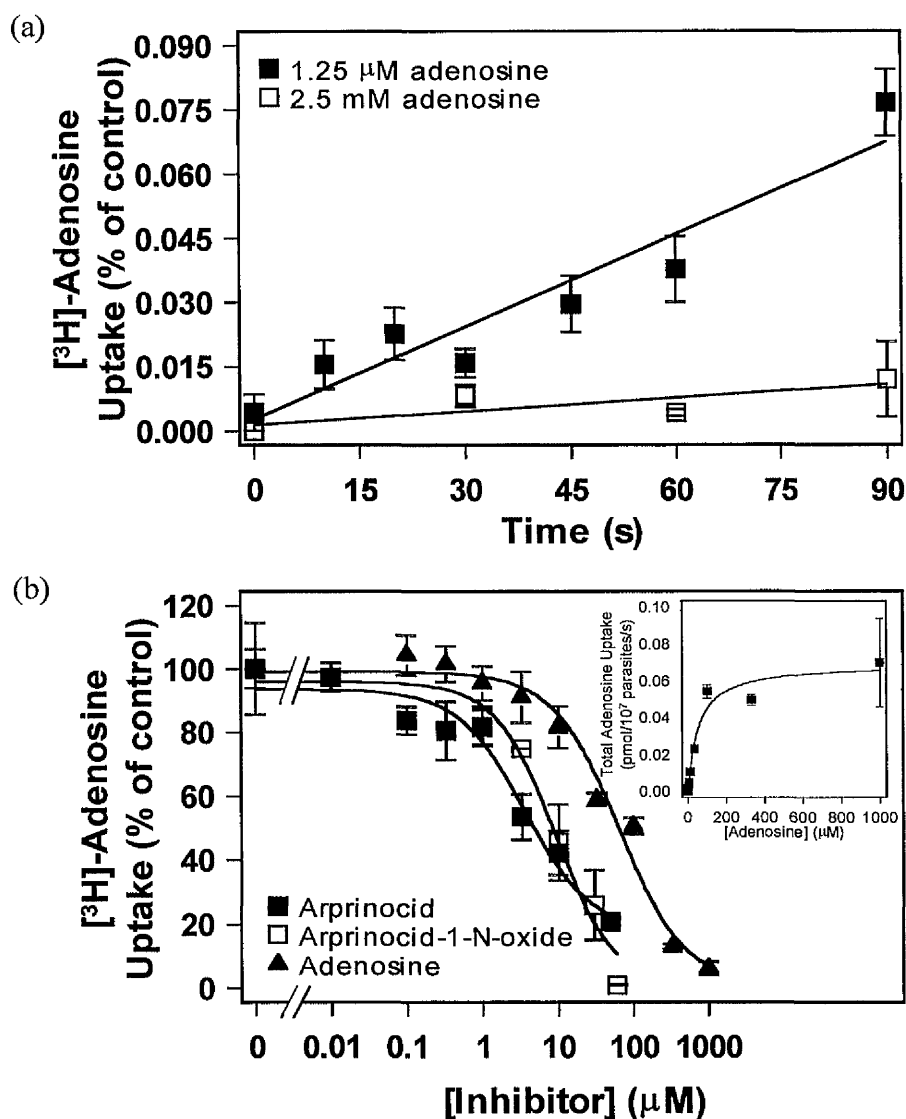 (a)
[³H]-Adenosine
Uptake (% of control)
0.090
0.075
0.060
0.045
0.030
0.015
0.000
■ 1.25 µM adenosine
□ 2.5 mM adenosine
0 15 30 45 60 75 90
Time (s)
(b)
[³H]-Adenosine
Uptake (% of control)
120
100
80
60
40
20
0
■ Arprinocid
□ Arprinocid-1-N-oxide
▲ Adenosine
Total Adenosine Uptake
(pmol/10⁷ parasites/s)
0.10
0.08
0.06
0.04
0.02
0.00
0 200 400 600 800 1000
[Adenosine] (µM)
0 0.01 0.1 1 10 100 1000
[Inhibitor] (µM)